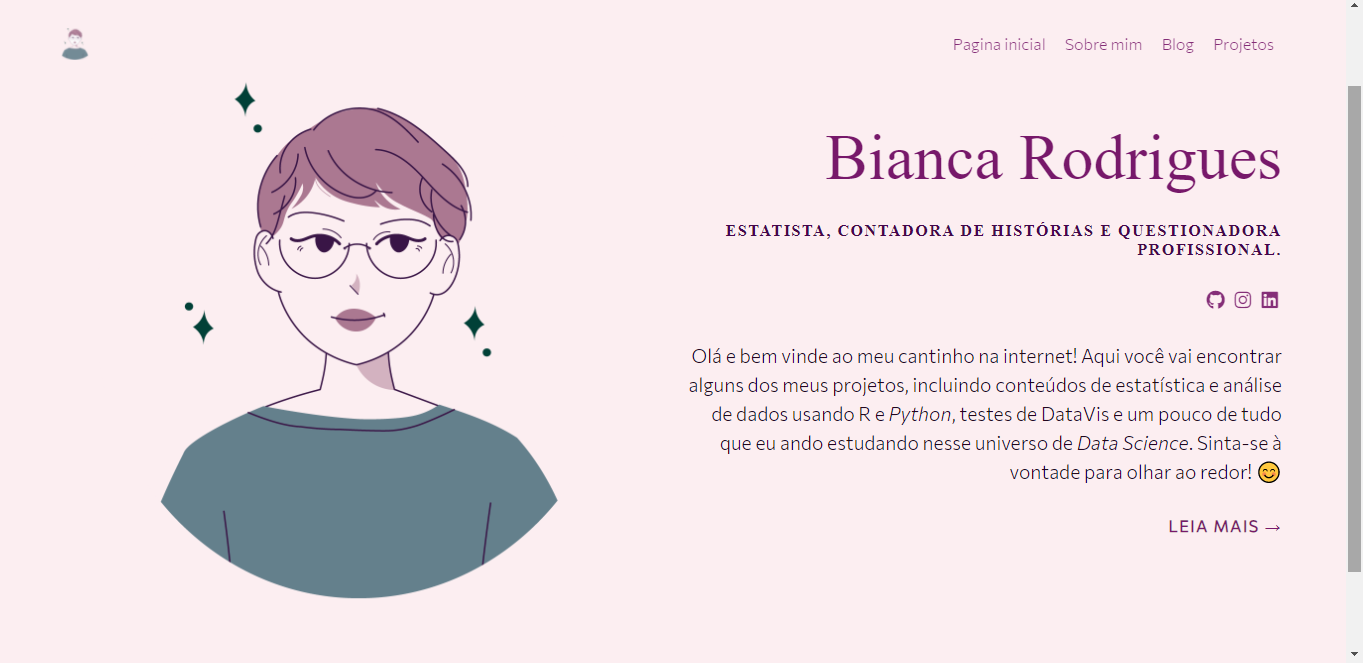 Pagina inicial Sobre mim Blog Projetos
Bianca Rodrigues
ESTATISTA, CONTADORA DE HISTÓRIAS E QUESTIONADORA
PROFISSIONAL.
Olá e bem vinde ao meu cantinho na internet! Aqui você vai encontrar
alguns dos meus projetos, incluindo conteúdos de estatística e análise
de dados usando R e Python, testes de DataVis e um pouco de tudo
que eu ando estudando nesse universo de Data Science. Sinta-se à
vontade para olhar ao redor! 😊
LEIA MAIS →